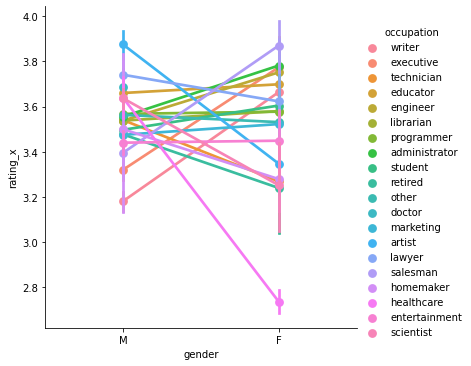 4.0
3.8
3.6
3.4
3.2
3.0
2.8
rating_x
M
F
gender
occupation
writer
executive
technician
educator
engineer
librarian
programmer
administrator
student
retired
other
doctor
marketing
artist
lawyer
salesman
homemaker
healthcare
entertainment
scientist